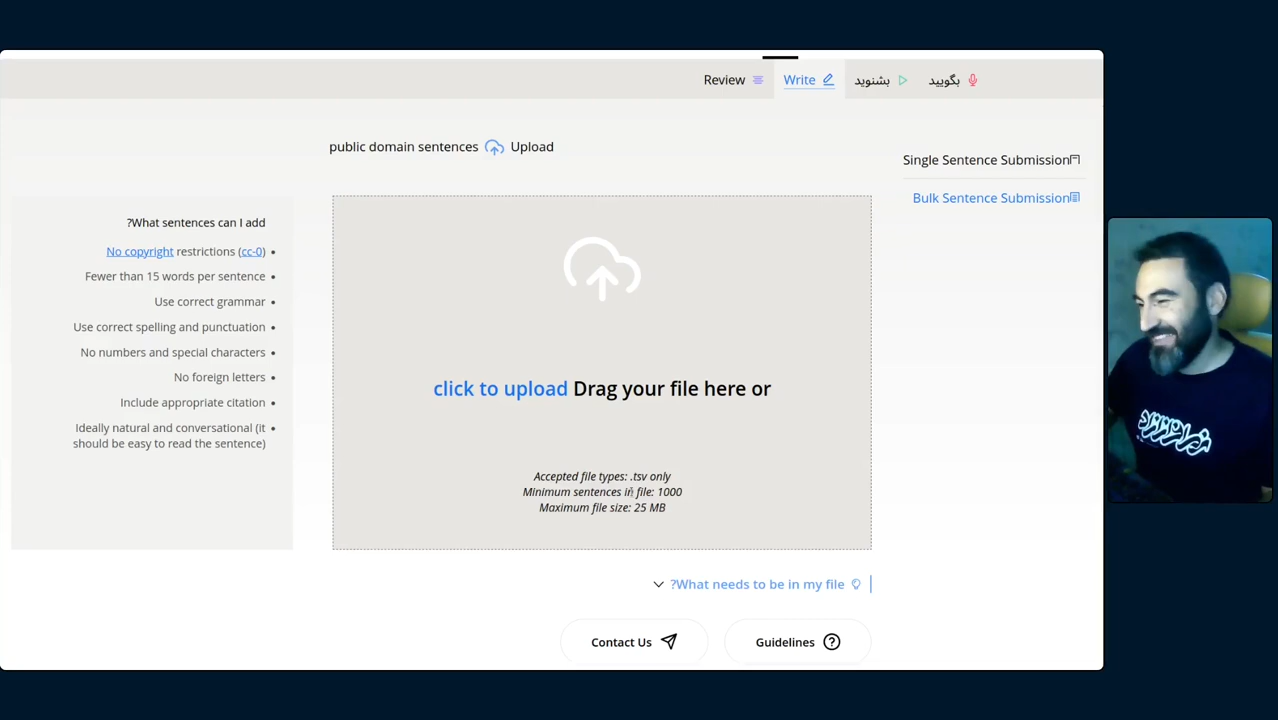 بگویید
بشنوید
Write
Review
public domain sentences Upload
Single Sentence Submission
Bulk Sentence Submission
?What sentences can I add
No copyright restrictions (cc-0) •
Fewer than 15 words per sentence •
Use correct grammar •
Use correct spelling and punctuation •
No numbers and special characters •
No foreign letters •
Include appropriate citation •
Ideally natural and conversational (it •
should be easy to read the sentence)
click to upload Drag your file here or
Accepted file types: .tsv only
Minimum sentences in file: 1000
Maximum file size: 25 MB
?What needs to be in my file
Contact Us
Guidelines